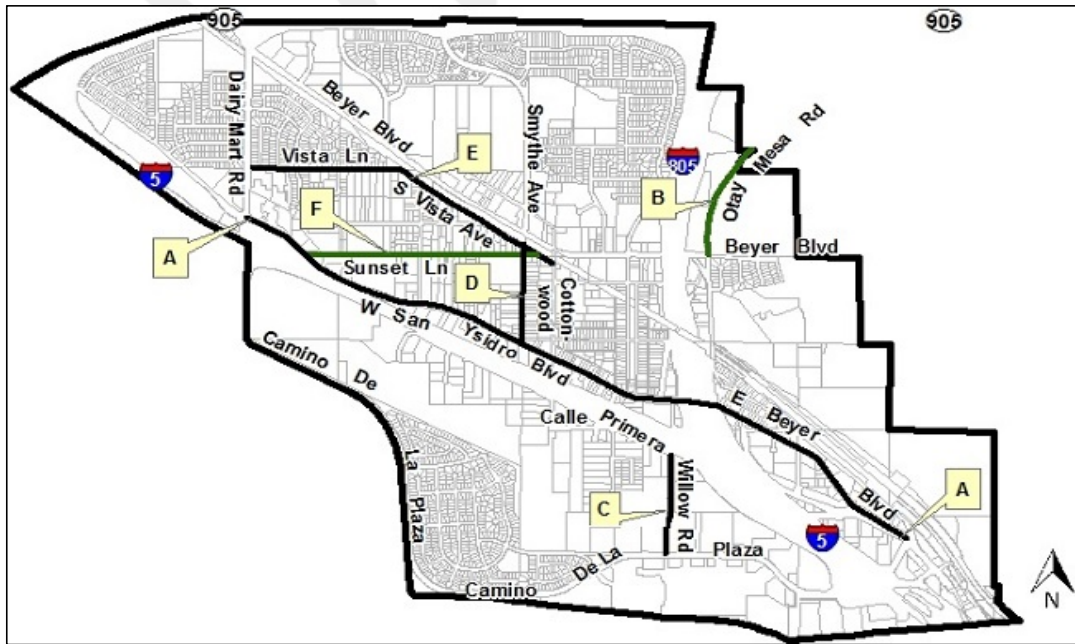 905
905
Dairy Mart Rd
Beyer Blvd
Smythe Ave
Otay Mesa Rd
805
E
Vista Ln
5
S Vista Ave
B
F
A
Beyer Blvd
Sunset Ln
D
Cotton-
wood
W San Ysidro Blvd
Camino De La Plaza
E Beyer Blvd
Calle Primera
A
Willow Rd
C
5
Camino De La Plaza
N